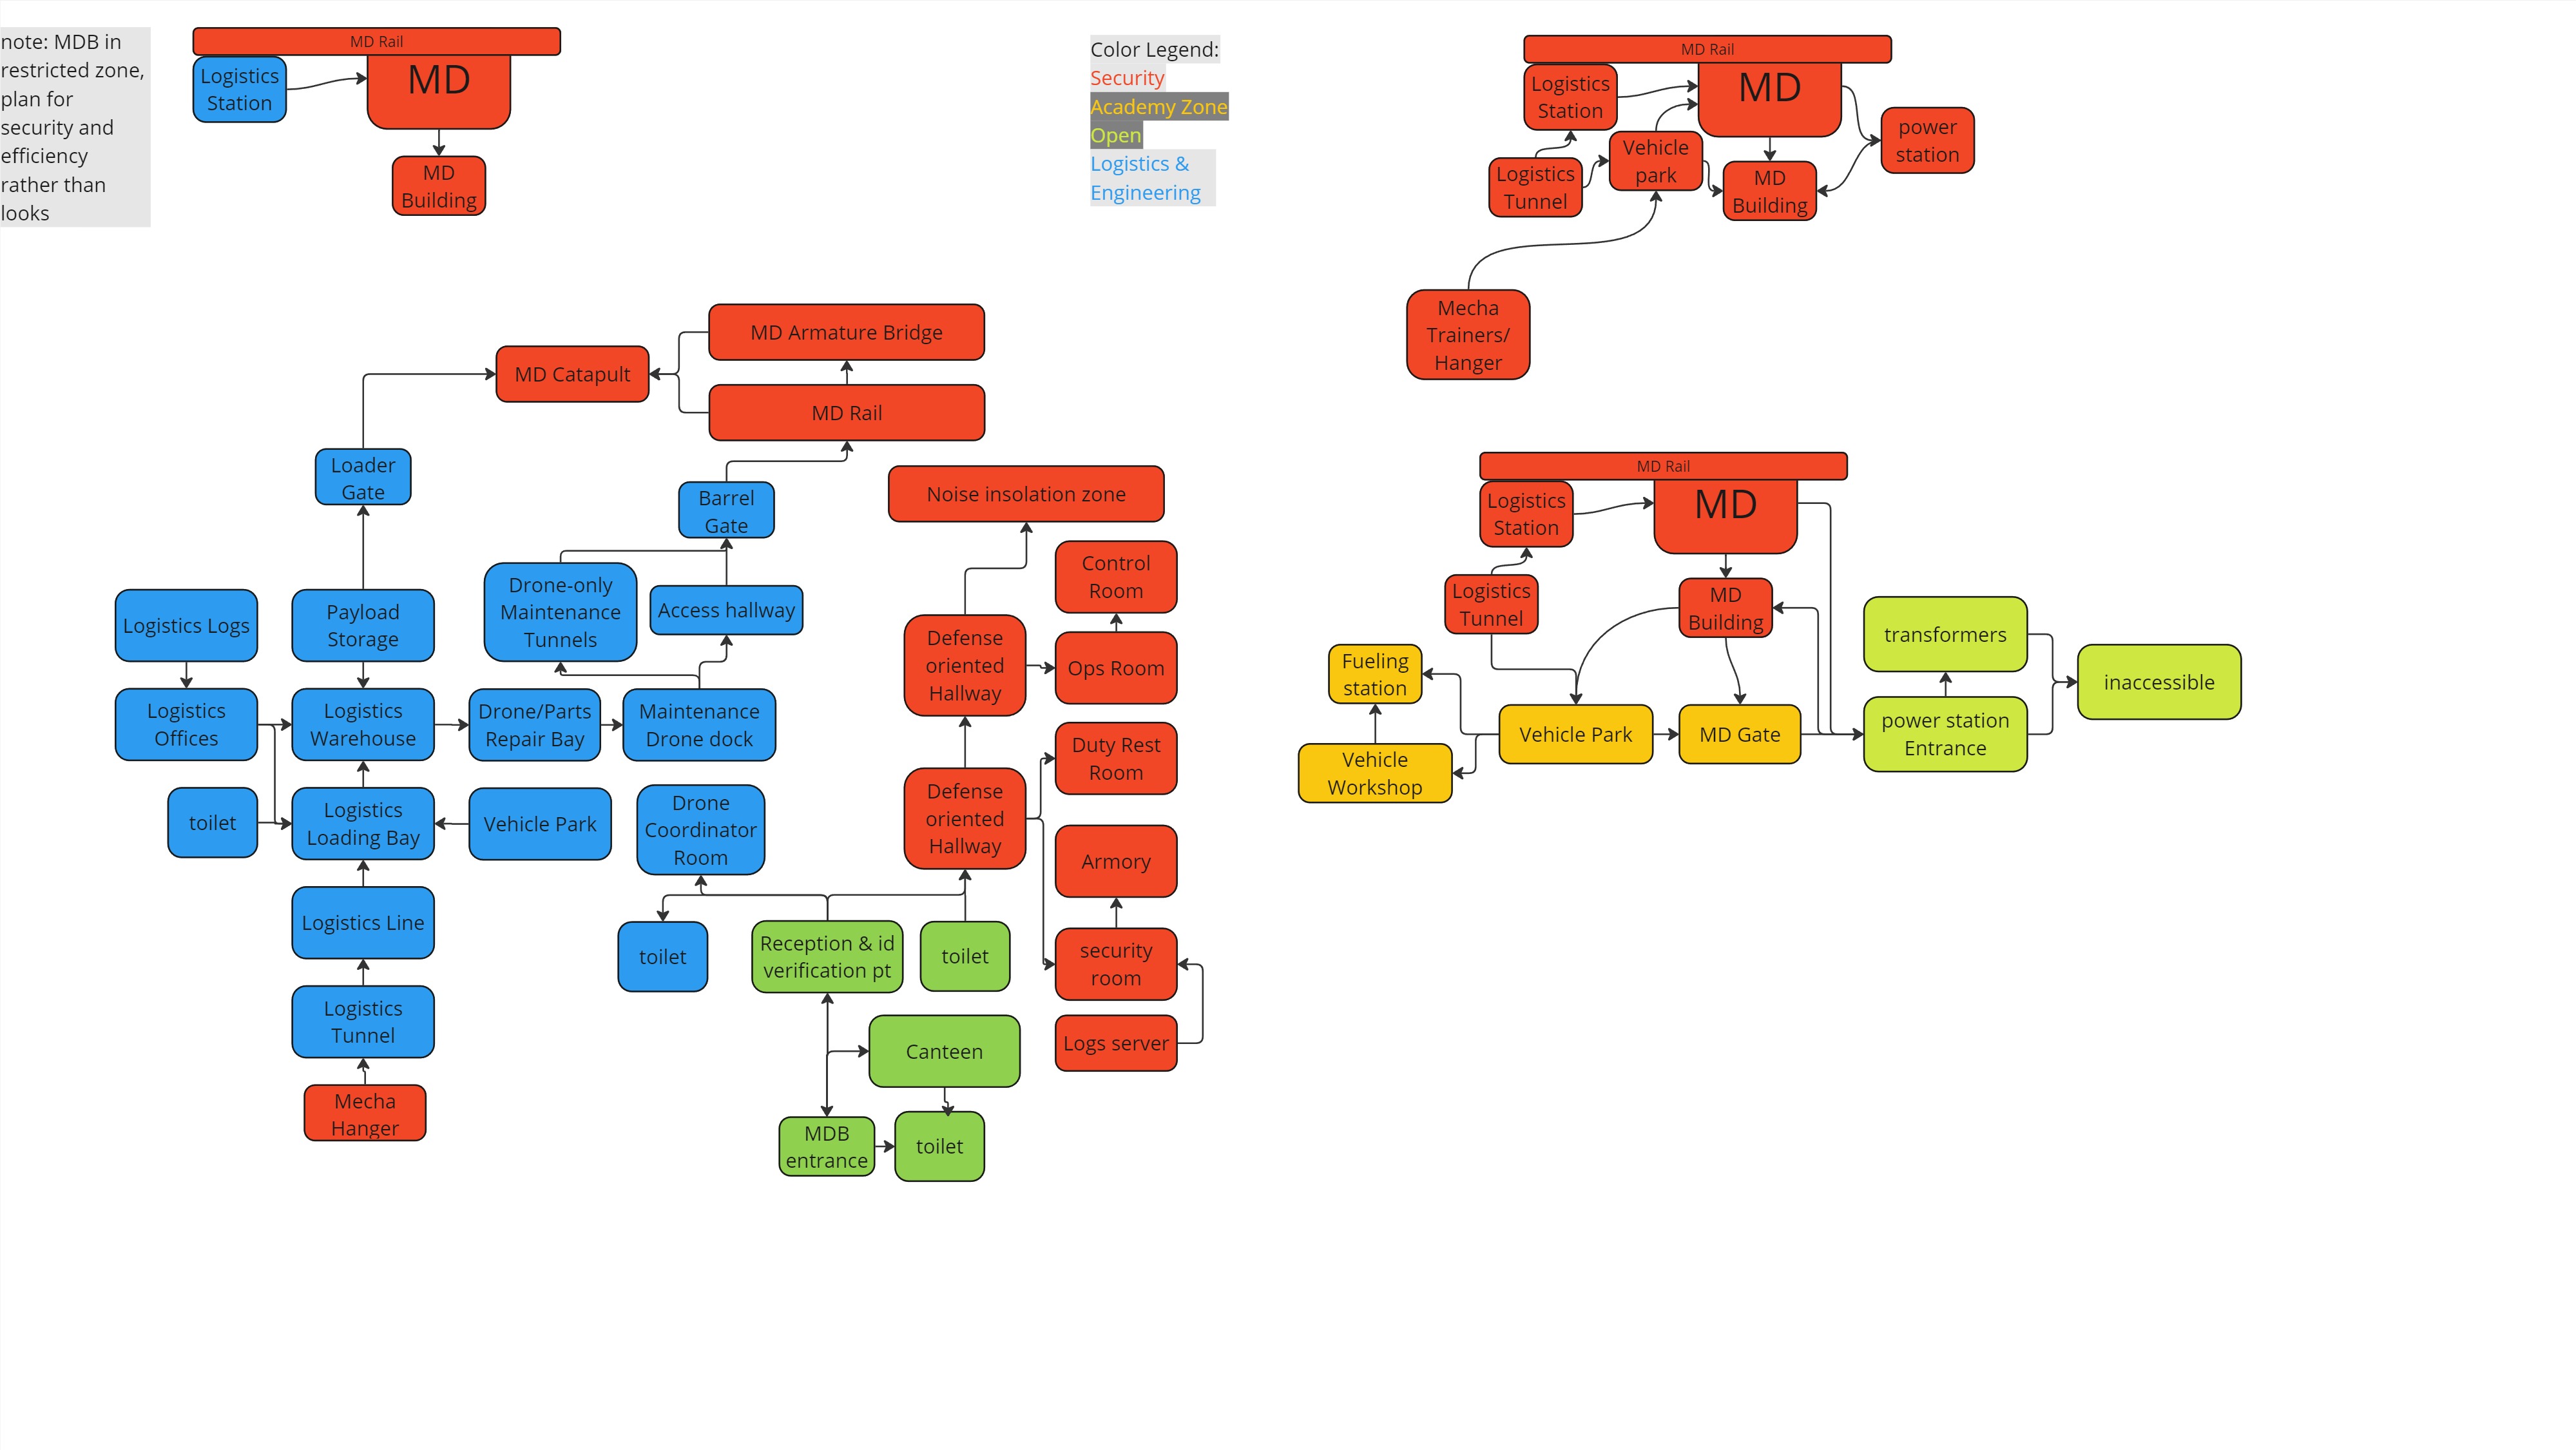 note: MDB in
restricted zone,
plan for
security and
efficiency
rather than
looks
MD Rail
Logistics
Station
MD
MD
Building
Color Legend:
Security
Academy Zone
Open
Logistics &
Engineering
MD Rail
Logistics
Station
MD
power
station
Vehicle
park
Logistics
Tunnel
MD
Building
Mecha
Trainers/
Hanger
MD Armature Bridge
MD Catapult
MD Rail
Loader
Gate
Barrel
Gate
Noise insolation zone
Control
Room
Drone-only
Maintenance
Tunnels
Access hallway
Logistics Logs
Payload
Storage
Defense
oriented
Hallway
Ops Room
Logistics
Offices
Logistics
Warehouse
Drone/Parts
Repair Bay
Maintenance
Drone dock
Duty Rest
Room
toilet
Logistics
Loading Bay
Vehicle Park
Drone
Coordinator
Room
Defense
oriented
Hallway
Armory
Logistics Line
toilet
Reception & id
verification pt
toilet
security
room
Logistics
Tunnel
Canteen
Logs server
Mecha
Hanger
MDB
entrance
toilet
MD Rail
Logistics
Station
MD
Logistics
Tunnel
MD
Building
transformers
Fueling
station
inaccessible
Vehicle Park
MD Gate
power station
Entrance
Vehicle
Workshop